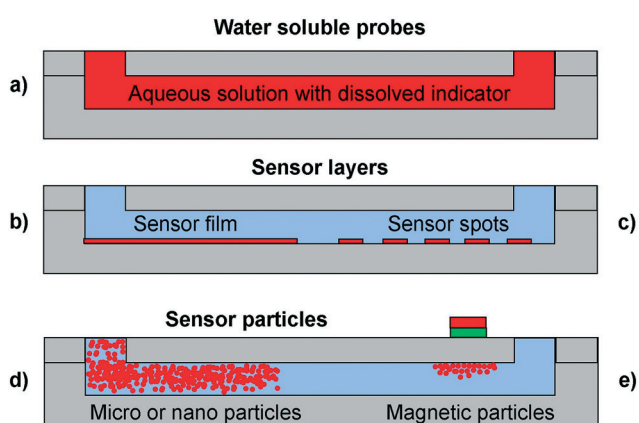 Water soluble probes
a)
Aqueous solution with dissolved indicator
Sensor layers
b)
Sensor film
Sensor spots
c)
Sensor particles
d)
e)
Micro or nano particles
Magnetic particles